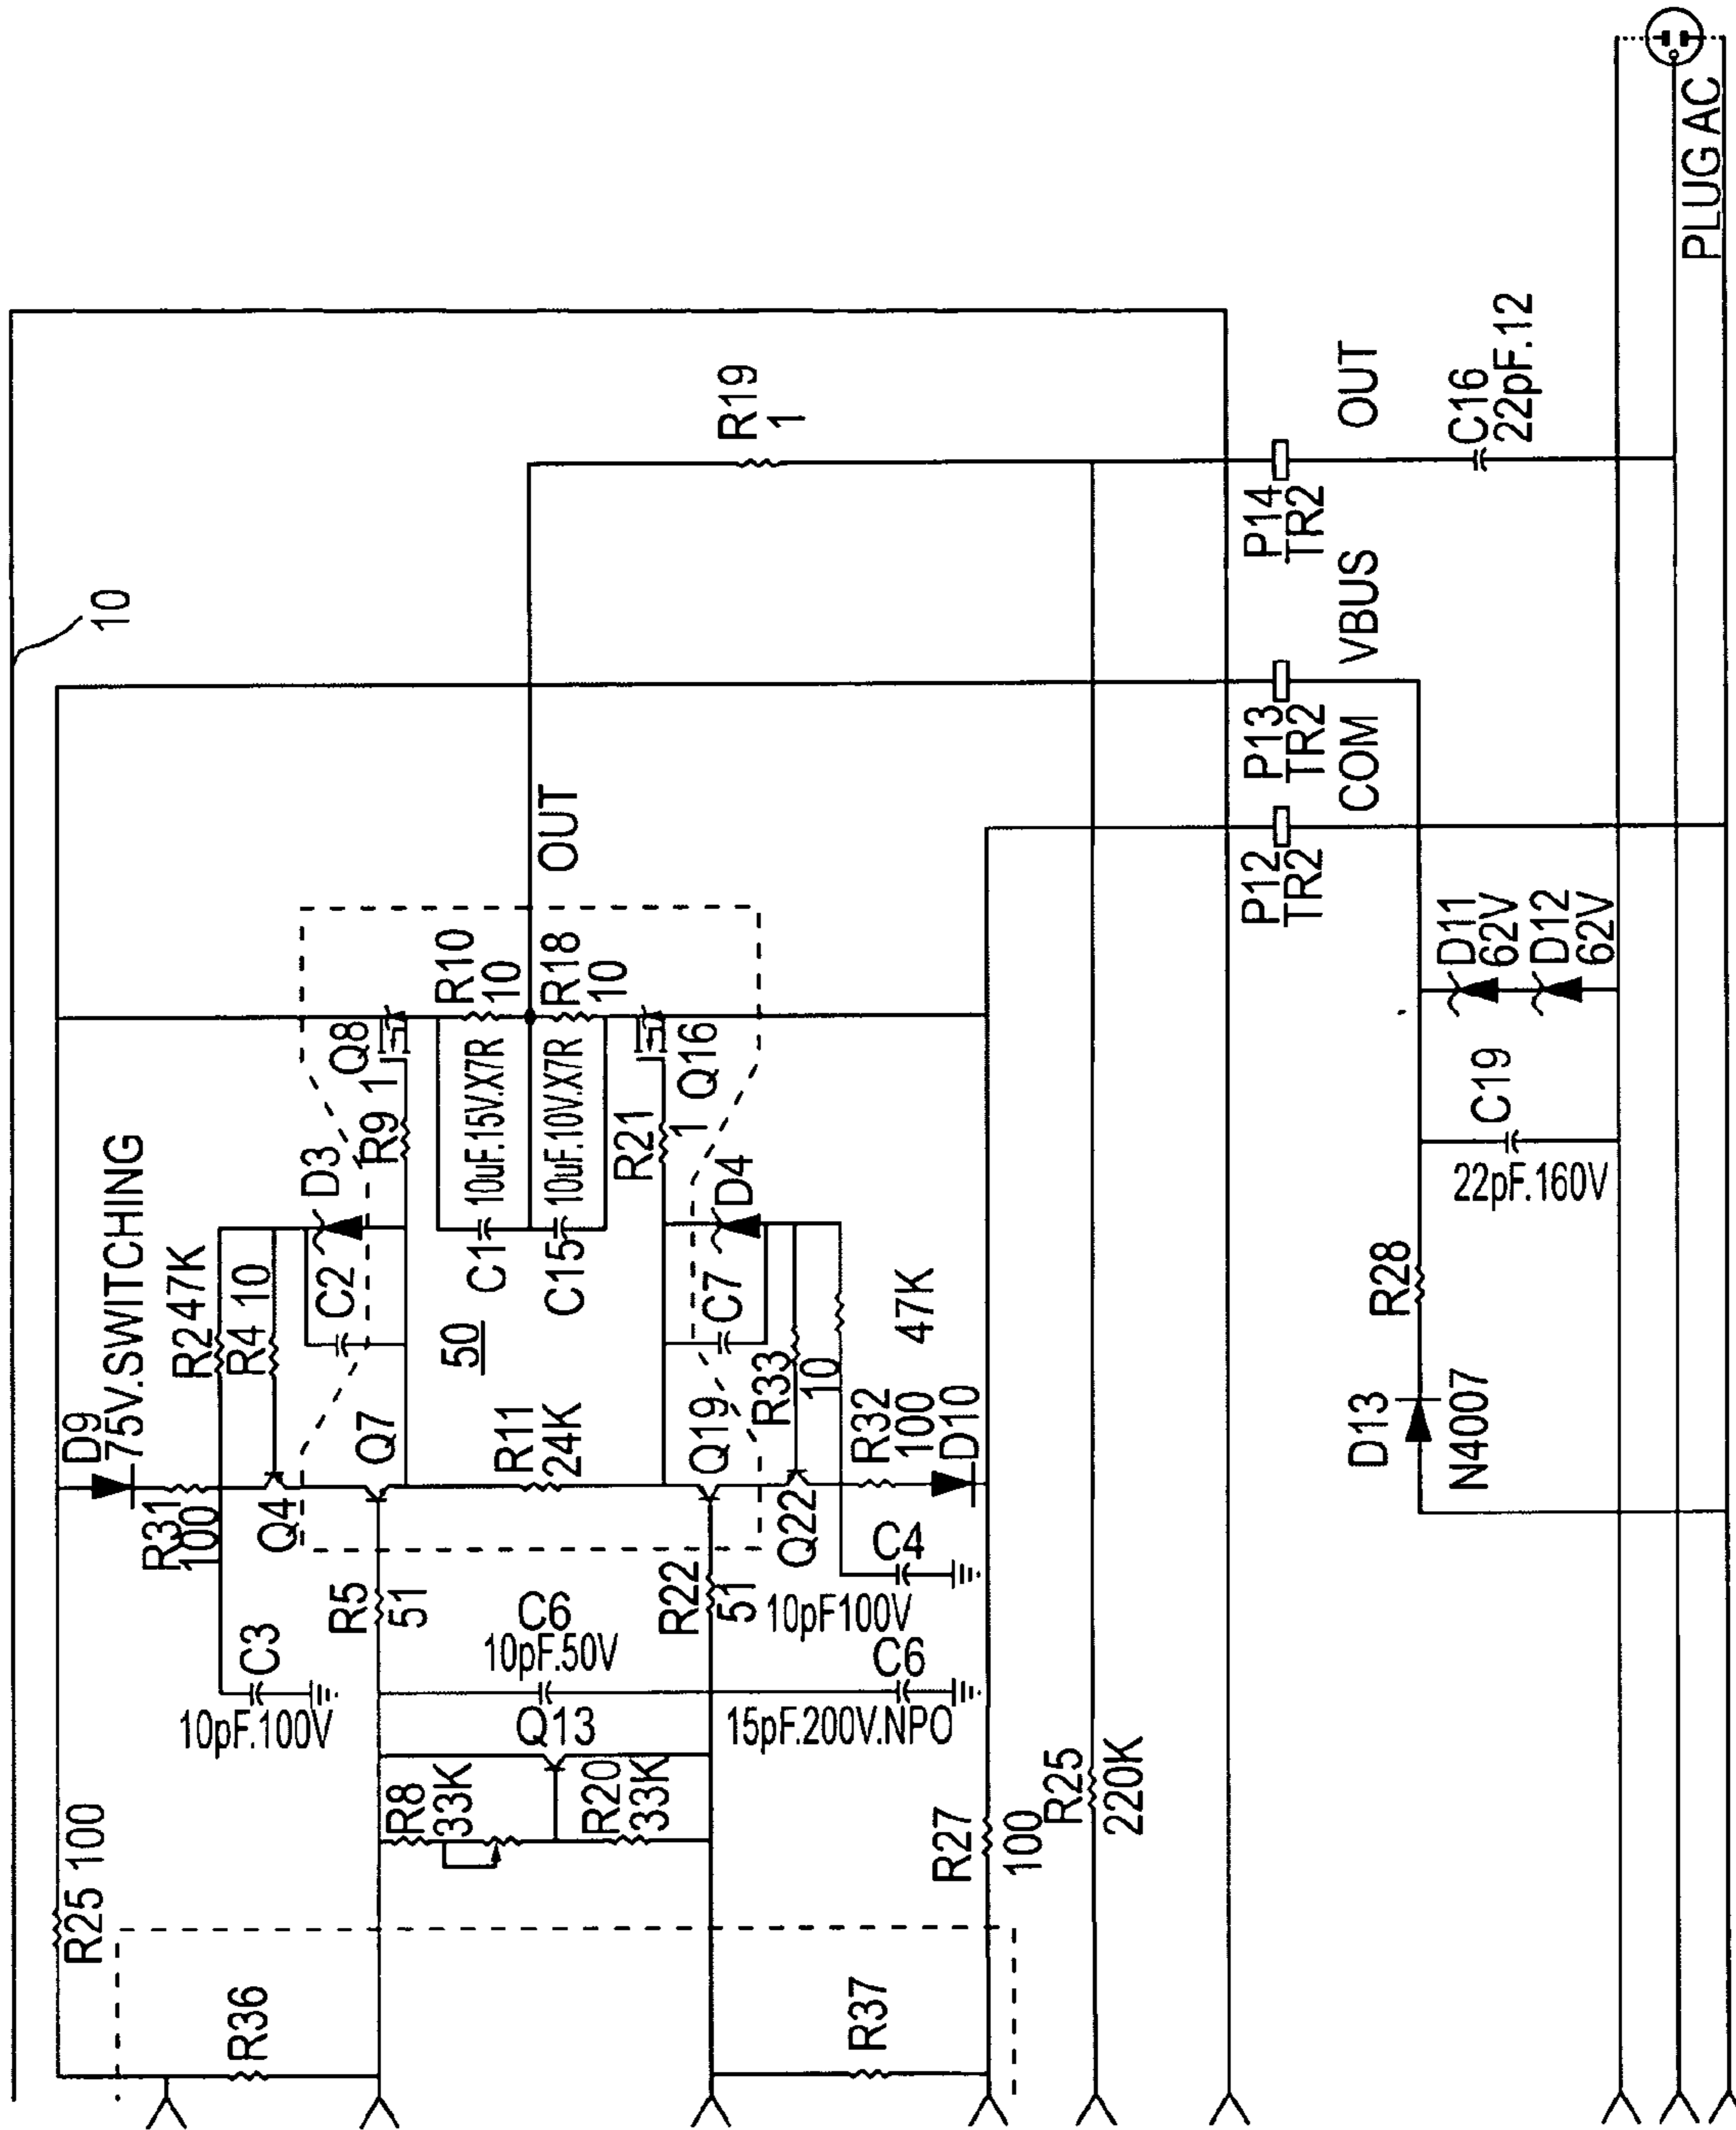 10
D9
75V.SWITCHING
R31
100
R247K
R4 10
Q4
C2
D3
Q7
R9
1
Q8
R5
51
C3
10pF.100V
R25 100
R36
R8
33K
Q13
R20
33K
C6
10pF.50V
R11
24K
50
C1
10uF.15V.X7R
C15
10uF.10V.X7R
R10
10
R18
10
OUT
R19
1
R21
1
Q16
C7
D4
Q19
R33
10
R22
51
Q22
R32
100
D10
47K
C4
10pF100V
C6
15pF.200V.NPO
R37
R27
100
R25
220K
P12
TR2
P13
TR2
P14
TR2
COM
VBUS
OUT
C16
22pF.12
D11
62V
D12
62V
C19
22pF.160V
R28
D13
N4007
PLUG AC